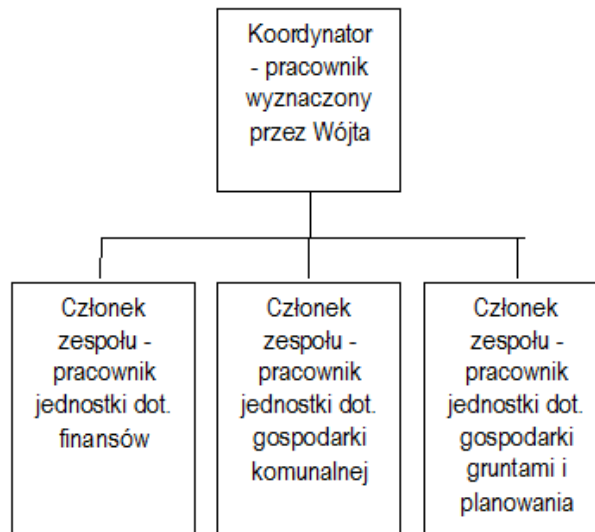 Koordynator
- pracownik
wyznaczony
przez Wójta
Członek
zespołu -
pracownik
jednostki dot.
finansów
Członek
zespołu -
pracownik
jednostki dot.
gospodarki
komunalnej
Członek
zespołu -
pracownik
jednostki dot.
gospodarki
gruntami i
planowania